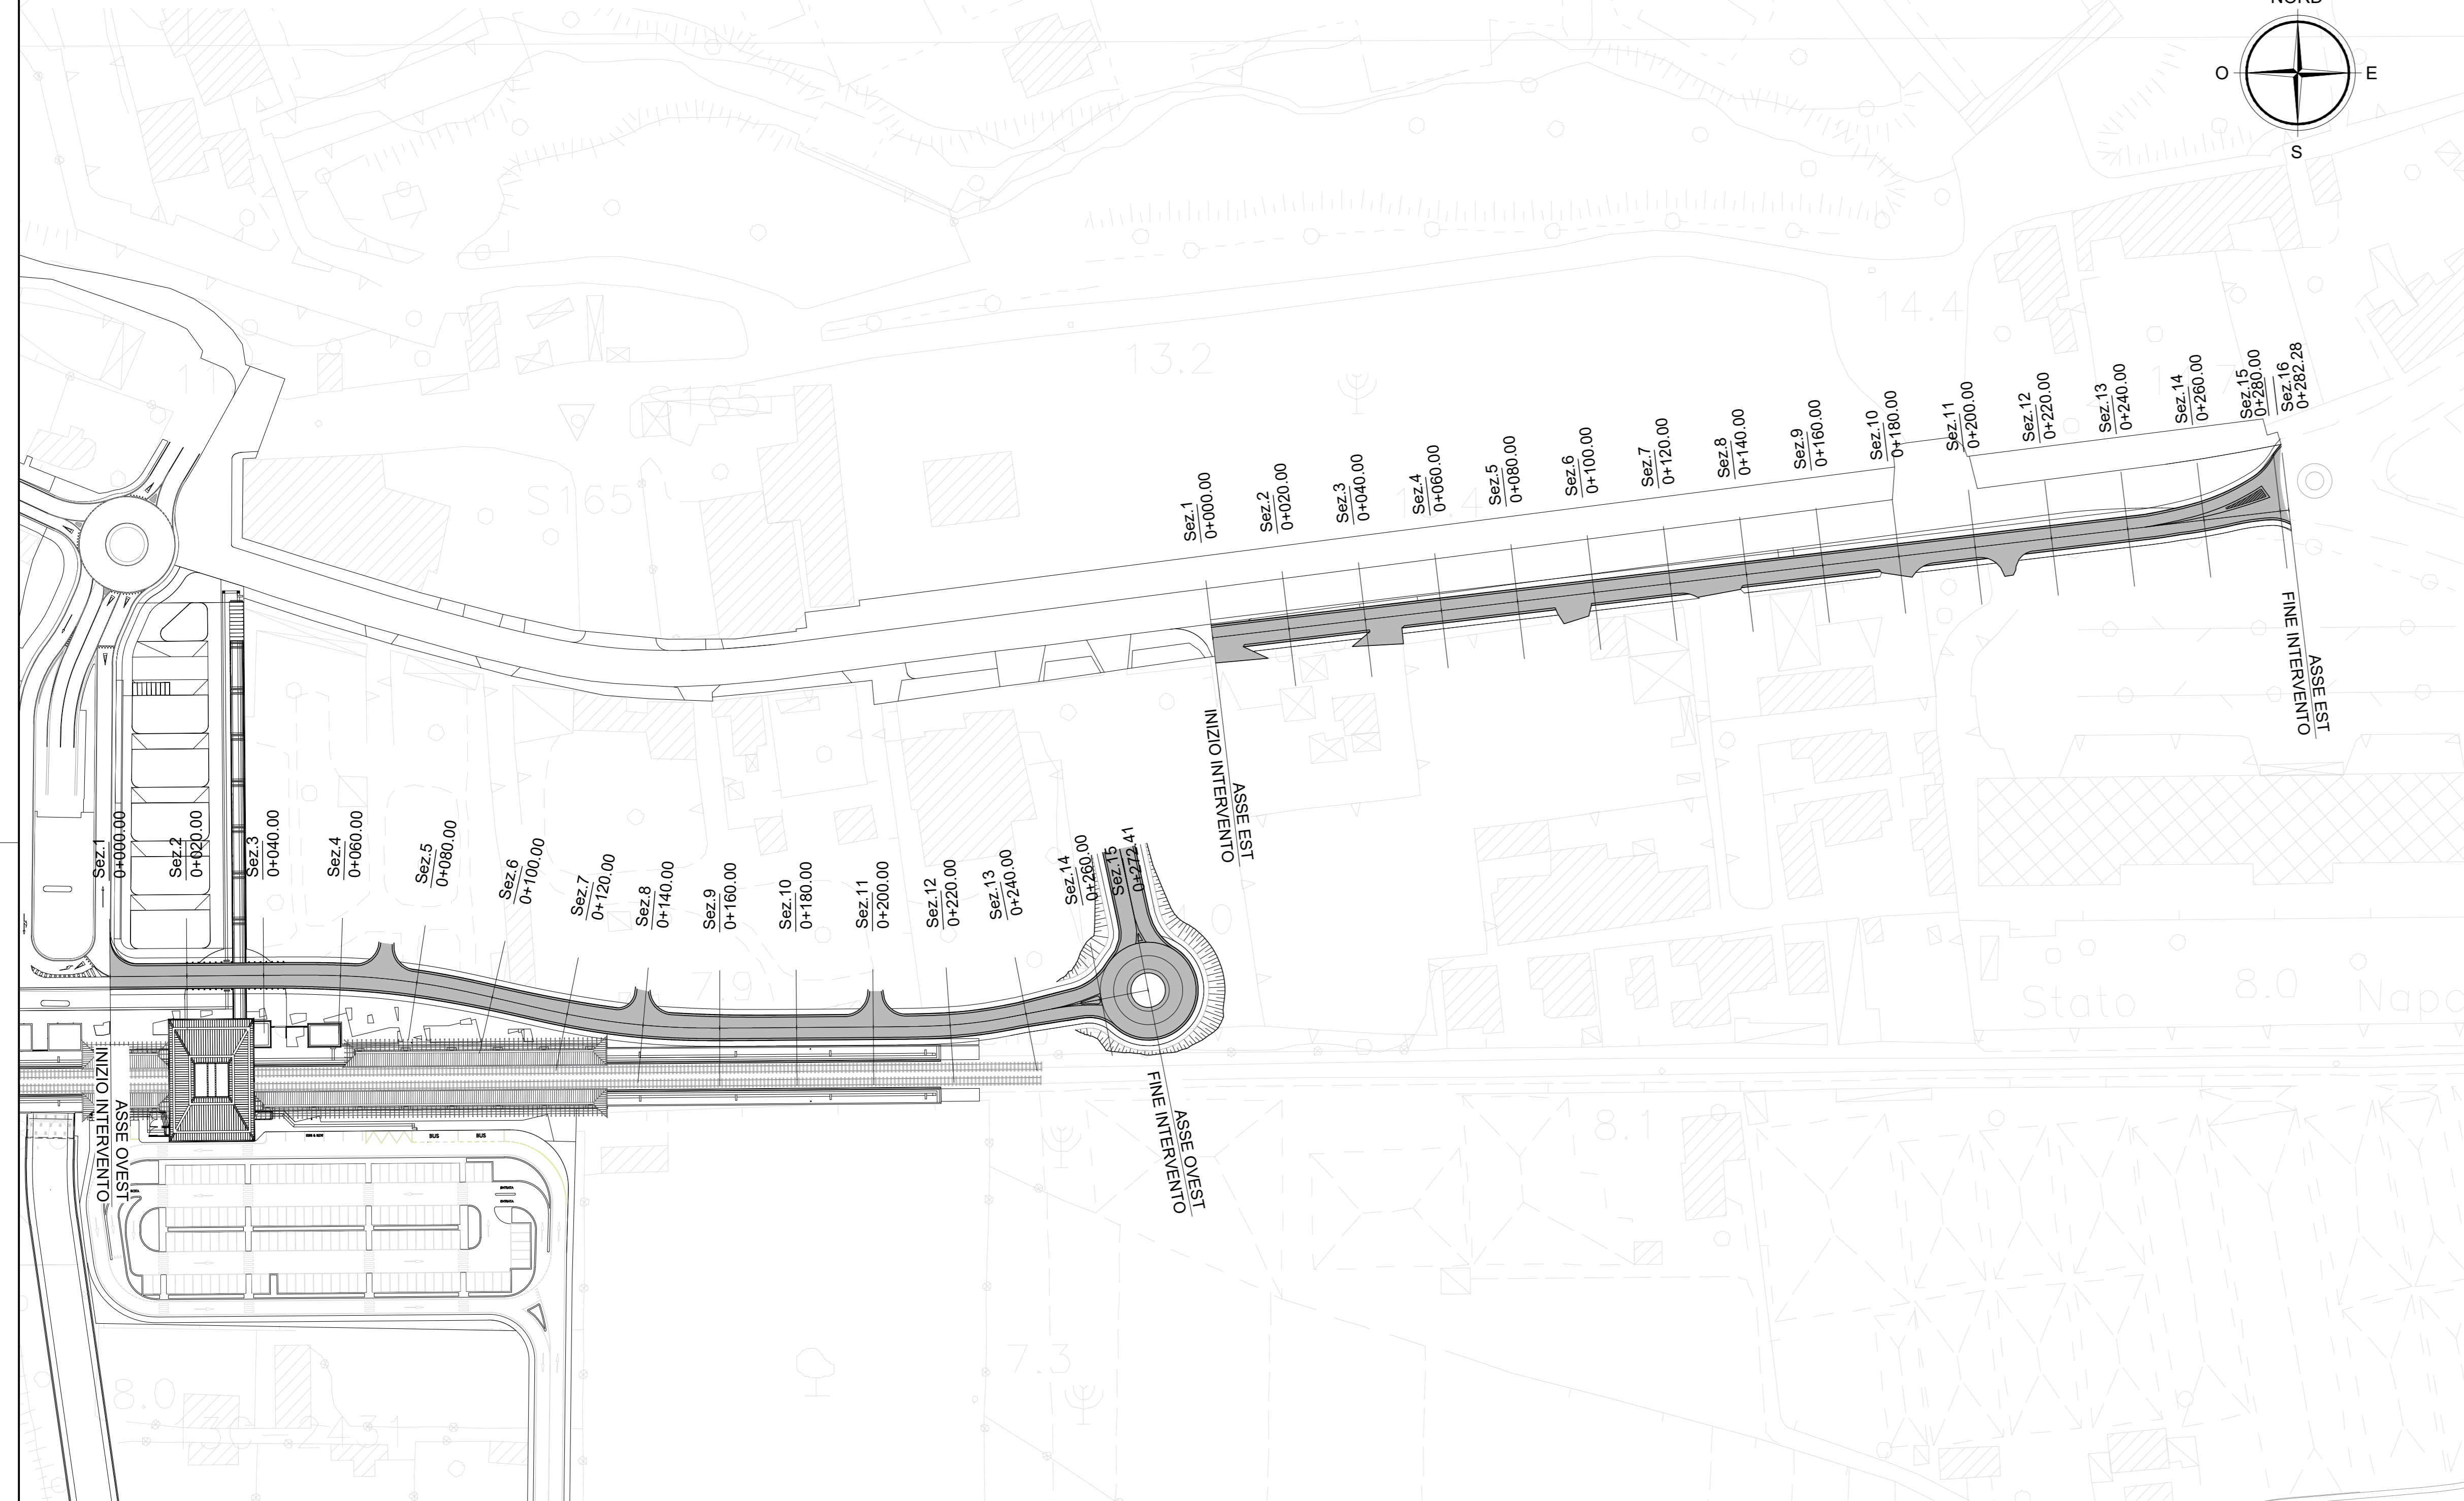 NORD
O
E
S
14.4
13.2
S165
Sez.1
0+000.00
Sez.2
0+020.00
Sez.3
0+040.00
Sez.4
0+060.00
Sez.5
0+080.00
Sez.6
0+100.00
Sez.7
0+120.00
Sez.8
0+140.00
Sez.9
0+160.00
Sez.10
0+180.00
Sez.11
0+200.00
Sez.12
0+220.00
Sez.13
0+240.00
Sez.14
0+260.00
Sez.15
0+280.00
Sez.16
0+282.28
INIZIO INTERVENTO
ASSE EST
FINE INTERVENTO
ASSE EST
Sez.1
0+000.00
Sez.2
0+020.00
Sez.3
0+040.00
Sez.4
0+060.00
Sez.5
0+080.00
Sez.6
0+100.00
Sez.7
0+120.00
Sez.8
0+140.00
Sez.9
0+160.00
Sez.10
0+180.00
Sez.11
0+200.00
Sez.12
0+220.00
Sez.13
0+240.00
Sez.14
0+260.00
Sez.15
0+272.41
7.9
Stato
8.0
INIZIO INTERVENTO
ASSE OVEST
FINE INTERVENTO
ASSE OVEST
BUS
BUS
ENTRATA
ENTRATA
8.1
7.3
8.0